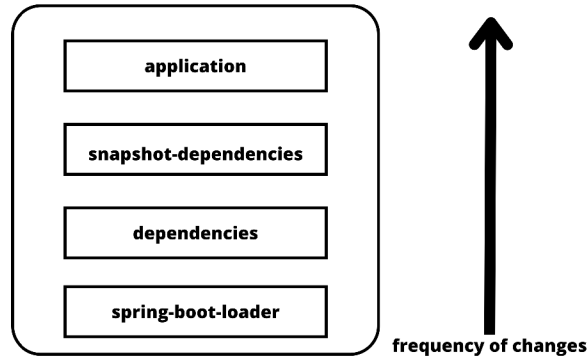 application
snapshot-dependencies
dependencies
spring-boot-loader
frequency of changes